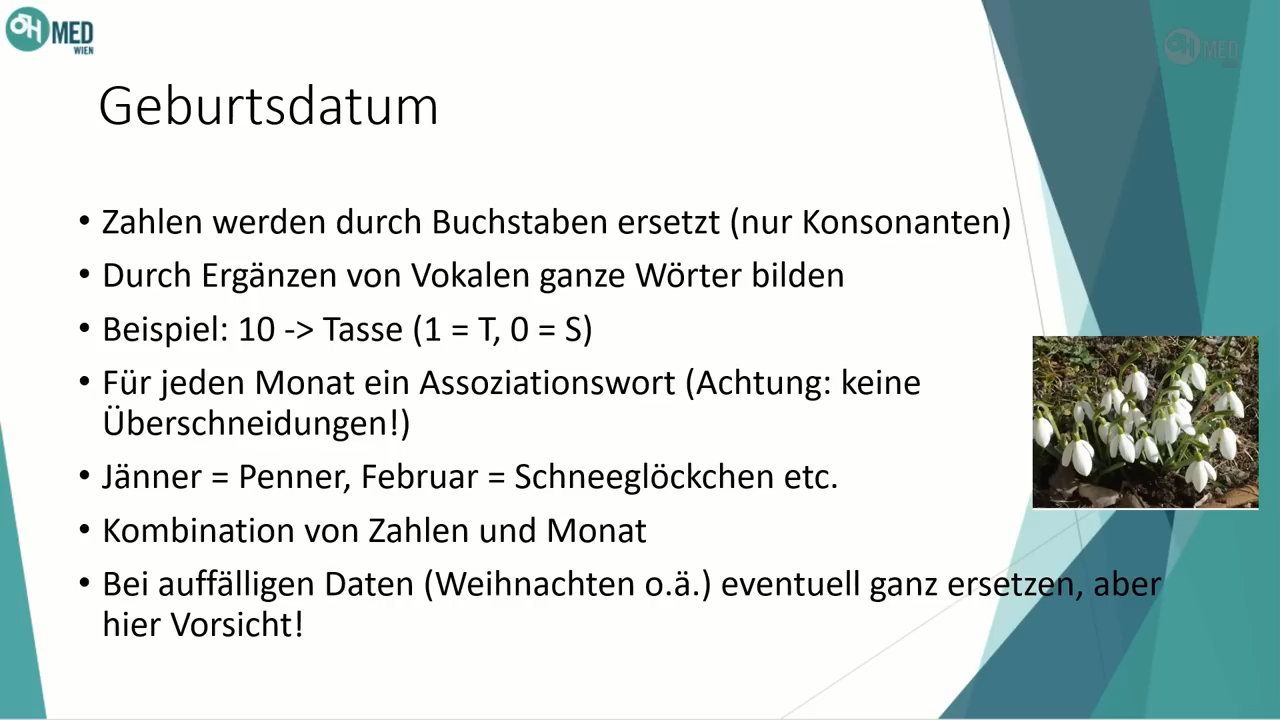 ÖH MED
WIEN
ÖH MED
Geburtsdatum
• Zahlen werden durch Buchstaben ersetzt (nur Konsonanten)
• Durch Ergänzen von Vokalen ganze Wörter bilden
• Beispiel: 10 -> Tasse (1 = T, 0 = S)
• Für jeden Monat ein Assoziationswort (Achtung: keine
Überschneidungen!)
• Jänner = Penner, Februar = Schneeglöckchen etc.
• Kombination von Zahlen und Monat
• Bei auffälligen Daten (Weihnachten o.ä.) eventuell ganz ersetzen, aber
hier Vorsicht!